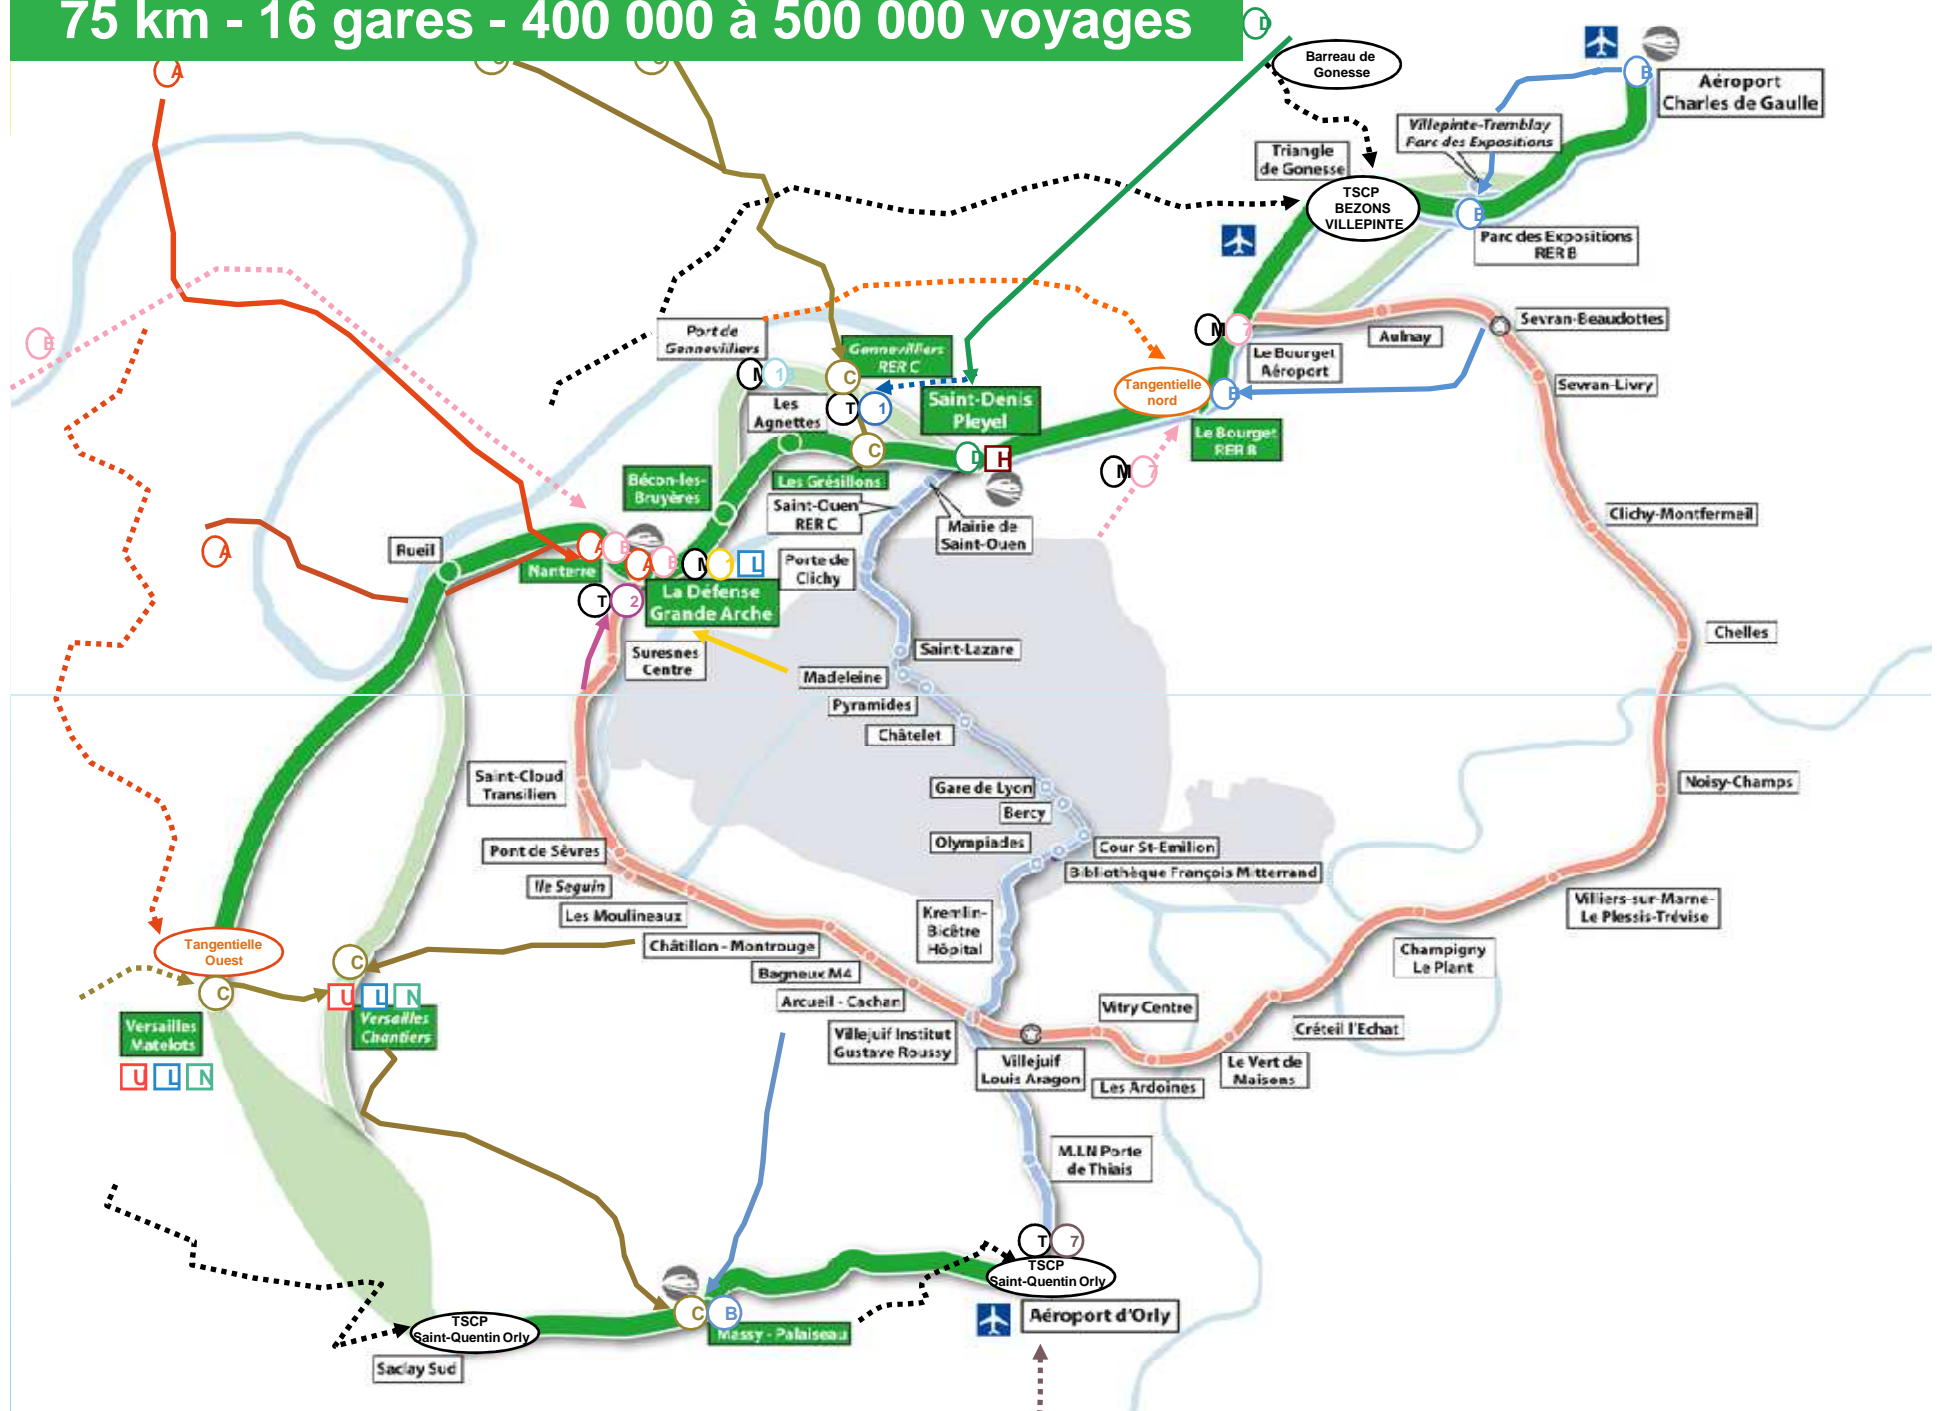 75 km - 16 gares - 400 000 à 500 000 voyages
D
A
C
C
Barreau de
Gonesse
B
Aéroport
Charles de Gaulle
Villepinte-Tremblay
Parc des Expositions
Triangle
de Gonesse
TSCP
BEZONS
VILLEPINTE
B
Parc des Expositions
RER B
E
Port de
Gennevilliers
Gennevilliers
RER C
M 7
Aulnay
Sevran-Beaudottes
Le Bourget
Aéroport
M 13
C
Sevran-Livry
Tangentielle
nord
B
Les
Agnettes
T 1
Saint-Denis
Pleyel
Le Bourget
RER B
C
D H
M 7
Bécon-les-
Bruyères
Les Grésillons
Saint-Ouen
RER C
Mairie de
Saint-Ouen
Clichy-Montfermeil
A
Rueil
A E
A E
M 1 L
Nanterre
Porte de
Clichy
T 2
La Défense
Grande Arche
Chelles
Suresnes
Centre
Saint-Lazare
Madeleine
Pyramides
Châtelet
Saint-Cloud
Transilien
Gare de Lyon
Bercy
Noisy-Champs
Olympiades
Cour St-Emilion
Pont de Sèvres
Bibliothèque François Mitterrand
Ile Seguin
Les Moulineaux
Kremlin-
Bicêtre
Hôpital
Villiers-sur-Marne-
Le Plessis-Trévise
Tangentielle
Ouest
Châtillon - Montrouge
Champigny
Le Plant
C
Bagneux M4
C
U L N
Arcueil - Cachan
Vitry Centre
Versailles
Matelots
Versailles
Chantiers
Villejuif Institut
Gustave Roussy
Créteil l'Echat
U L N
Villejuif
Louis Aragon
Le Vert de
Maisons
Les Ardoines
M.I.N Porte
de Thiais
T 7
TSCP
Saint-Quentin Orly
C B
Aéroport d'Orly
TSCP
Saint-Quentin Orly
Massy - Palaiseau
Saclay Sud